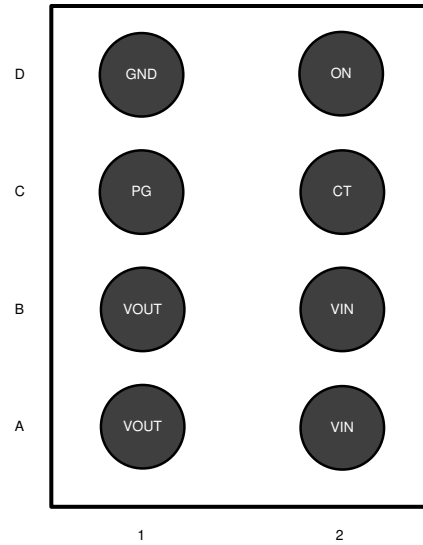 D GND ON
C PG CT
B VOUT VIN
A VOUT VIN
1 2